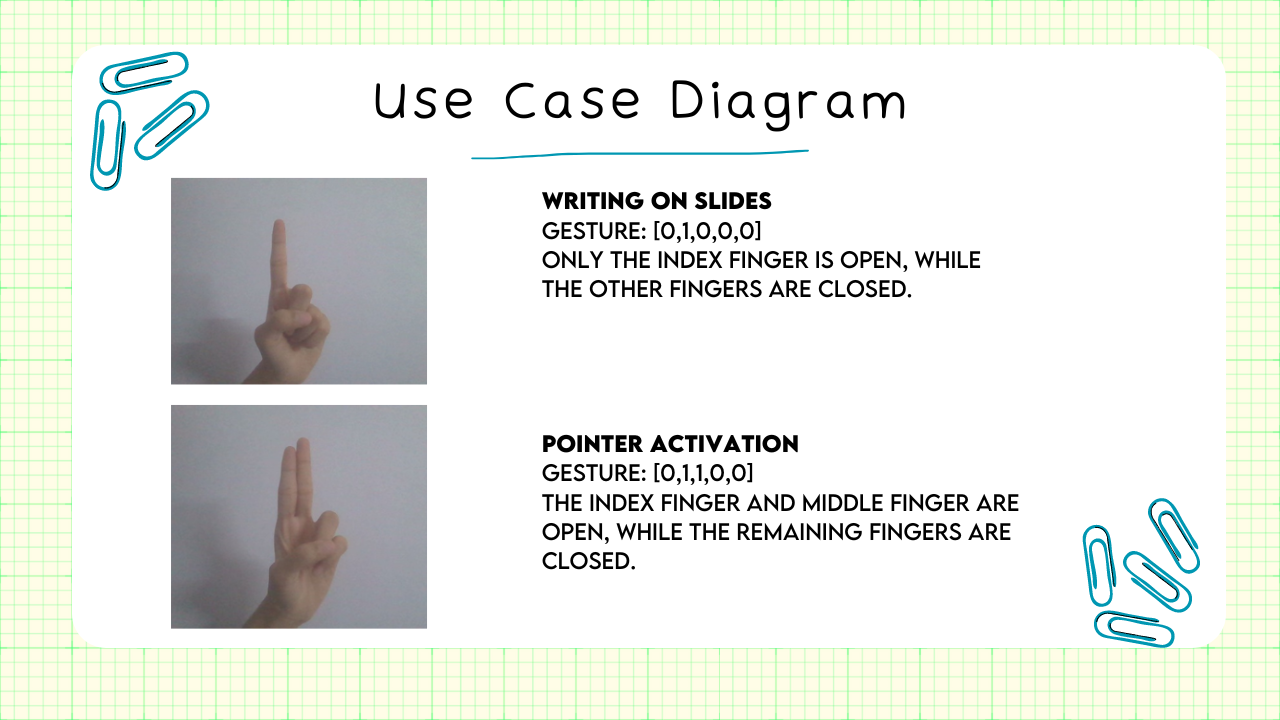 Use Case Diagram
WRITING ON SLIDES
GESTURE: [0,1,0,0,0]
ONLY THE INDEX FINGER IS OPEN, WHILE
THE OTHER FINGERS ARE CLOSED.
POINTER ACTIVATION
GESTURE: [0,1,1,0,0]
THE INDEX FINGER AND MIDDLE FINGER ARE
OPEN, WHILE THE REMAINING FINGERS ARE
CLOSED.